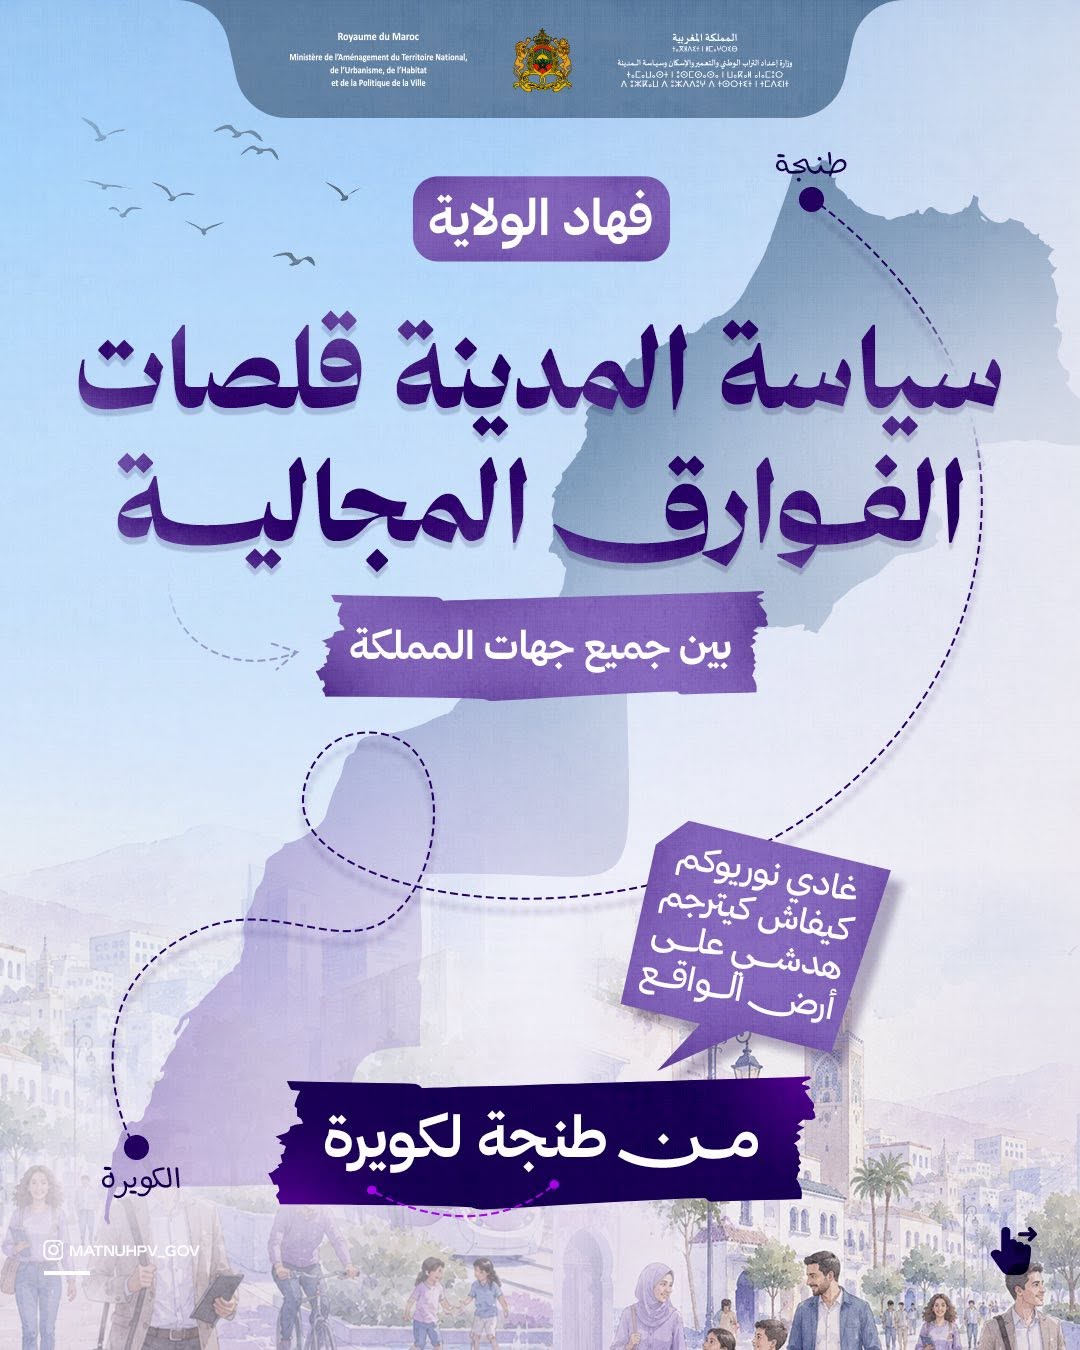 Royaume du Maroc
Ministère de l'Aménagement du Territoire National,
de l'Urbanisme, de l'Habitat
et de la Politique de la Ville
المملكة المغربية
ⵜⴰⴳⵍⴷⵉⵜ ⵏ ⵍⵎⵖⵔⵉⴱ
وزارة إعداد التراب الوطني والتعمير والإسكان وسياسة المدينة
طنجة
فهاد الولاية
سياسة المدينة قلصات
الفوارق المجالية
بين جميع جهات المملكة
غادي نوريوكم
كيفاش كيترجم
هدشي على
أرض الواقع
من طنجة لكويرة
الكويرة
MATNUHPV_GOV